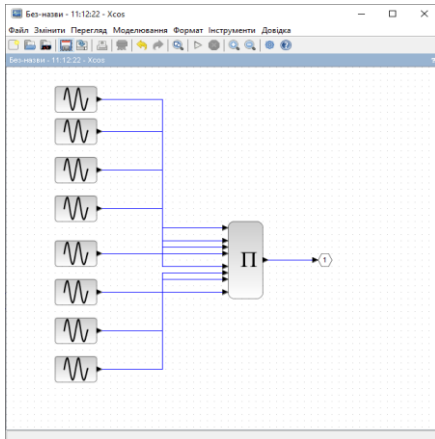 Без-назви - 11:12:22 - Xcos
Файл Змінити Перегляд Моделювання Формат Інструменти Довідка
Без-назви - 11:12:22 - Xcos
Π
1